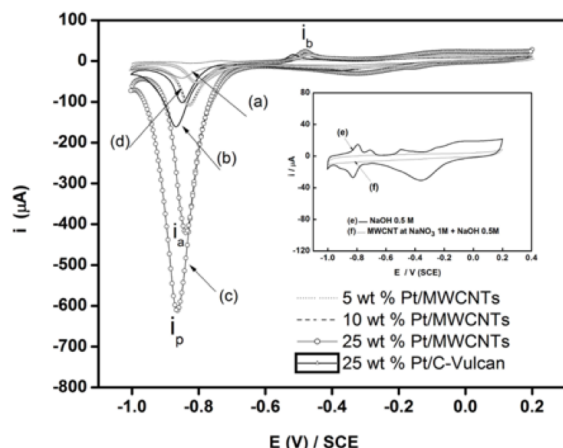 100
0
-100
-200
-300
-400
-500
-600
-700
-800
i (μA)
i_b
(a)
(d)
(b)
i_a
(c)
i_p
80
40
0
-40
-80
-120
i / μA
(e)
(f)
(e) NaOH 0.5 M
(f) MWCNT at NaNO₃ 1M + NaOH 0.5M
-1.0 -0.8 -0.6 -0.4 -0.2 0.0 0.2 0.4
E / V (SCE)
5 wt % Pt/MWCNTs
10 wt % Pt/MWCNTs
25 wt % Pt/MWCNTs
25 wt % Pt/C-Vulcan
-1.0 -0.8 -0.6 -0.4 -0.2 0.0 0.2
E (V) / SCE